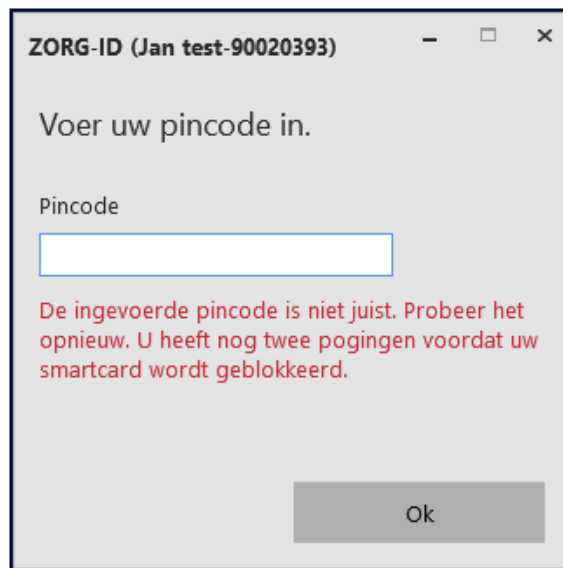 ZORG-ID (Jan test-90020393)
Voer uw pincode in.
Pincode
De ingevoerde pincode is niet juist. Probeer het
opnieuw. U heeft nog twee pogingen voordat uw
smartcard wordt geblokkeerd.
Ok